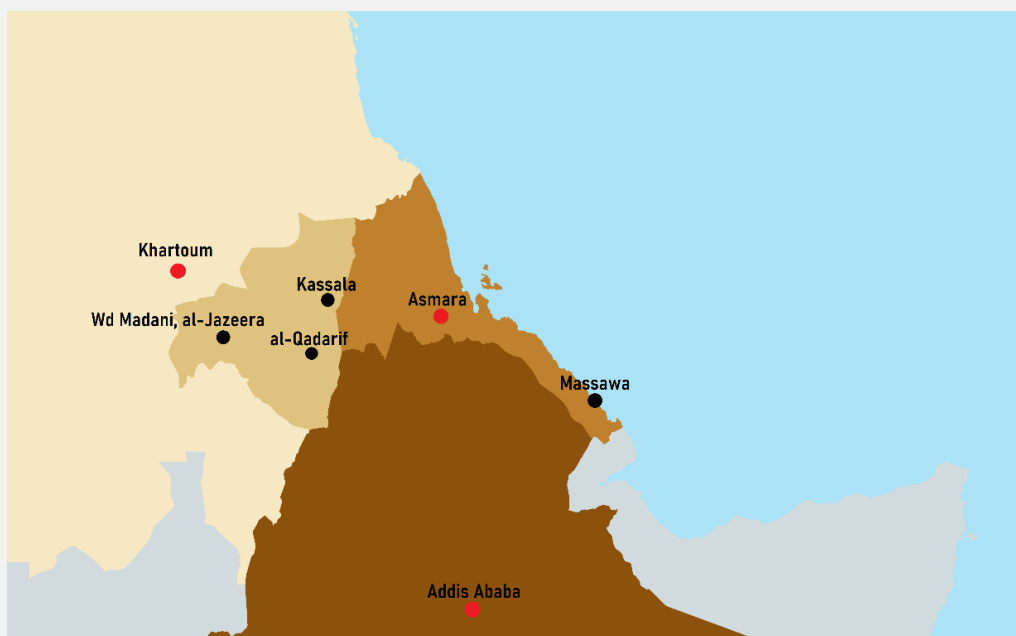 Khartoum
Kassala
Asmara
Wd Madani, al-Jazeera
al-Qadarif
Massawa
Addis Ababa